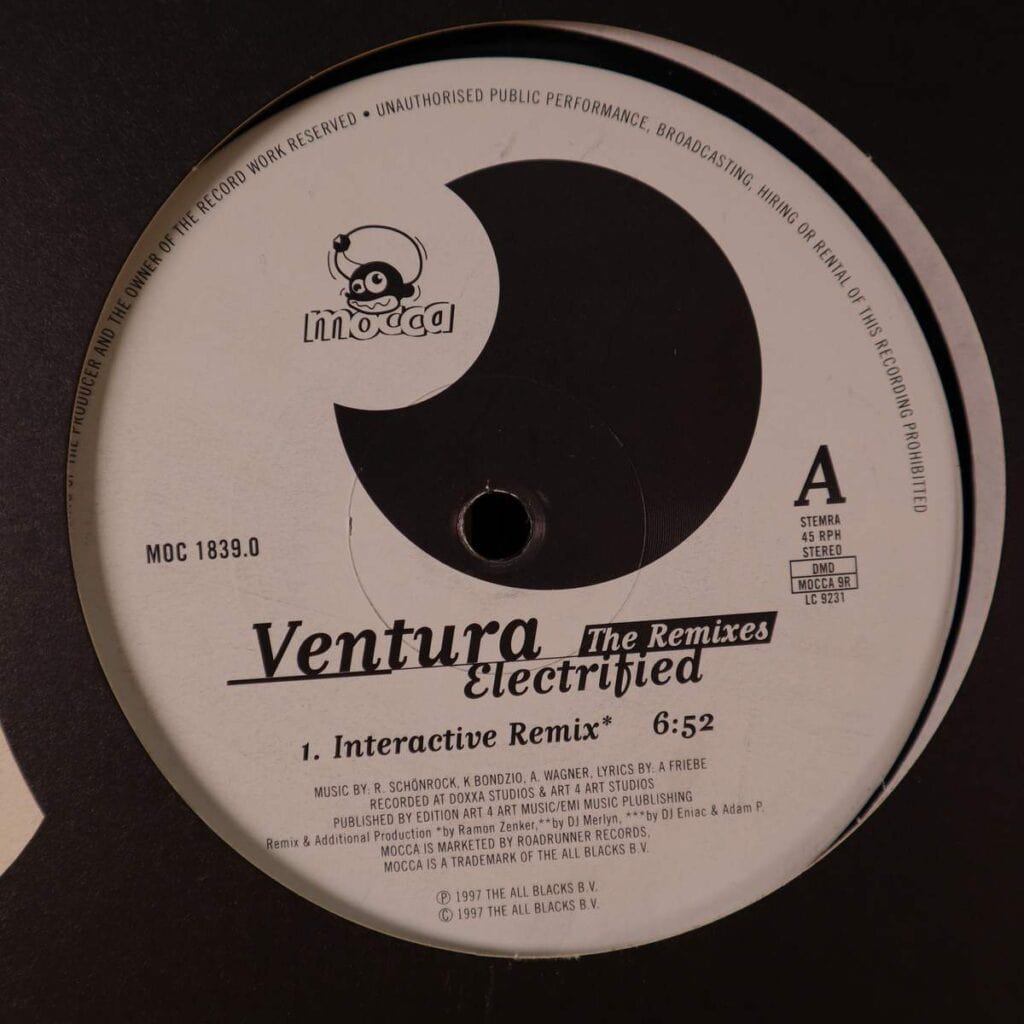 OF THE PRODUCER AND THE OWNER OF THE RECORD WORK RESERVED • UNAUTHORISED PUBLIC PERFORMANCE, BROADCASTING, HIRING OR RENTAL OF THIS RECORDING PROHIBITTED
mocca
A
STEMRA
45 RPH
STEREO
DMD
MOCCA 9R
LC 9231
MOC 1839.0
Ventura The Remixes
Electrified
1. Interactive Remix* 6:52
MUSIC BY: R. SCHÖNROCK, K BONDZIO, A. WAGNER, LYRICS BY: A FRIEBE
RECORDED AT DOXXA STUDIOS & ART 4 ART STUDIOS
PUBLISHED BY EDITION ART 4 ART MUSIC/EMI MUSIC PLUBLISHING
Remix & Additional Production *by Ramon Zenker,**by DJ Merlyn, ***by DJ Eniac & Adam P.
MOCCA IS MARKETED BY ROADRUNNER RECORDS,
MOCCA IS A TRADEMARK OF THE ALL BLACKS B.V.
Ⓟ 1997 THE ALL BLACKS B.V.
© 1997 THE ALL BLACKS B.V.